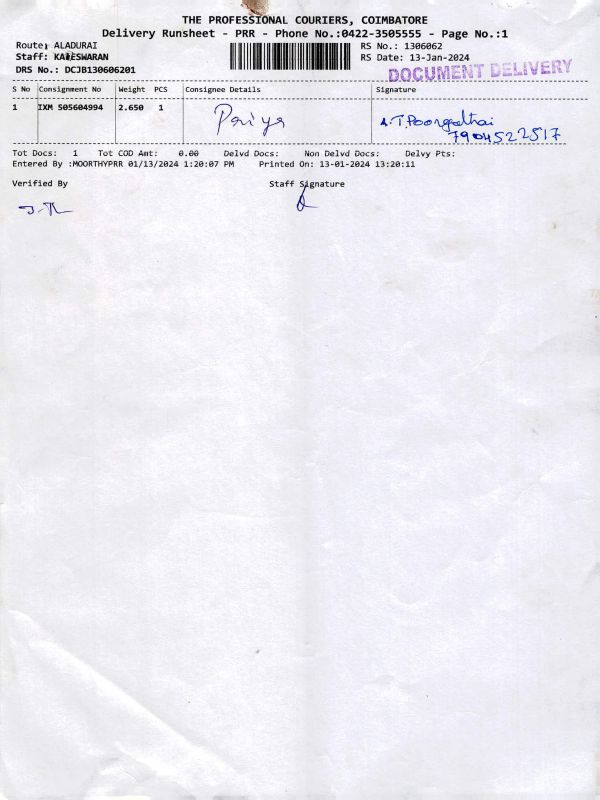 THE PROFESSIONAL COURIERS, COIMBATORE
Delivery Runsheet - PRR - Phone No.:0422-3505555 - Page No.:1
Route: ALADURAI
RS No.: 1306062
Staff: KALESWARAN
RS Date: 13-Jan-2024
DRS No.: DCJB130606201
DOCUMENT DELIVERY
S No Consignment No Weight PCS Consignee Details Signature
1 IXM 505604994 2.650 1 Priya A.T.Poongothai
7904522517
Tot Docs: 1 Tot COD Amt: 0.00 Delvd Docs: Non Delvd Docs: Delvy Pts:
Entered By :MOORTHYPRR 01/13/2024 1:20:07 PM Printed On: 13-01-2024 13:20:11
Verified By Staff Signature